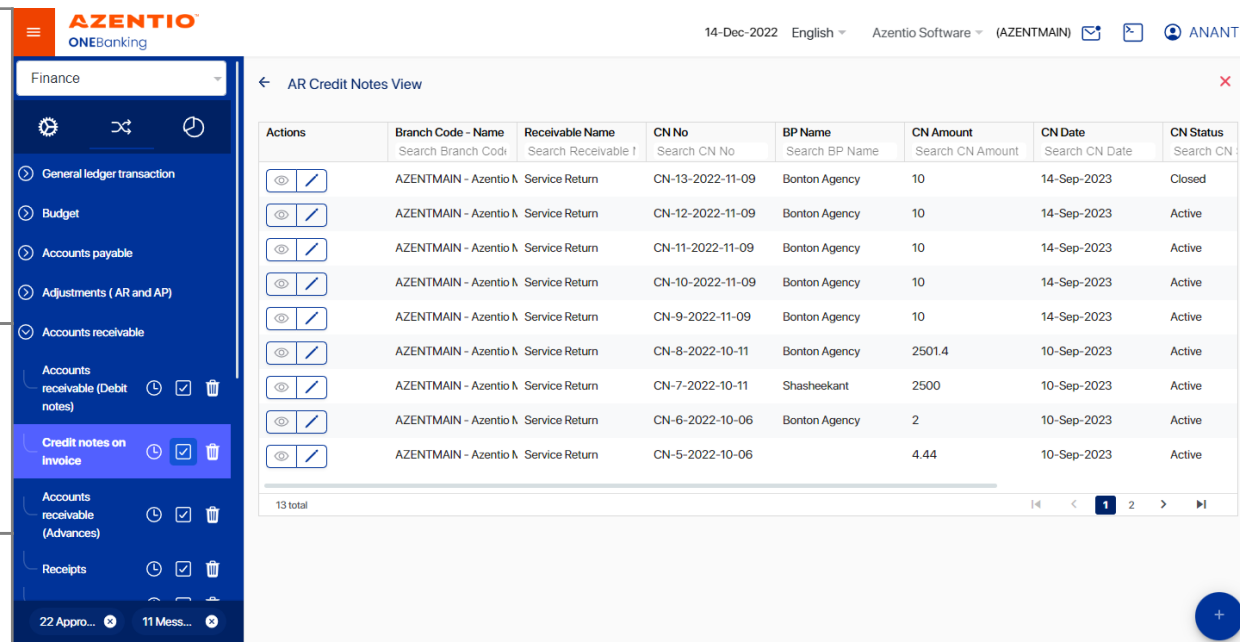 AZENTIO
ONEBanking
14-Dec-2022 English Azentio Software (AZENTMAIN) ANANT
Finance
AR Credit Notes View
General ledger transaction
Budget
Accounts payable
Adjustments ( AR and AP)
Accounts receivable
Accounts
receivable (Debit
notes)
Credit notes on
invoice
Accounts
receivable
(Advances)
Receipts
22 Appro... 11 Mess...
Actions Branch Code - Name Receivable Name CN No BP Name CN Amount CN Date CN Status
Search Branch Code Search Receivable Search CN No Search BP Name Search CN Amount Search CN Date Search CN
AZENTMAIN - Azentio Service Return CN-13-2022-11-09 Bonton Agency 10 14-Sep-2023 Closed
AZENTMAIN - Azentio Service Return CN-12-2022-11-09 Bonton Agency 10 14-Sep-2023 Active
AZENTMAIN - Azentio Service Return CN-11-2022-11-09 Bonton Agency 10 14-Sep-2023 Active
AZENTMAIN - Azentio Service Return CN-10-2022-11-09 Bonton Agency 10 14-Sep-2023 Active
AZENTMAIN - Azentio Service Return CN-9-2022-11-09 Bonton Agency 10 14-Sep-2023 Active
AZENTMAIN - Azentio Service Return CN-8-2022-10-11 Bonton Agency 2501.4 10-Sep-2023 Active
AZENTMAIN - Azentio Service Return CN-7-2022-10-11 Shasheekant 2500 10-Sep-2023 Active
AZENTMAIN - Azentio Service Return CN-6-2022-10-06 Bonton Agency 2 10-Sep-2023 Active
AZENTMAIN - Azentio Service Return CN-5-2022-10-06 4.44 10-Sep-2023 Active
13 total 1 2